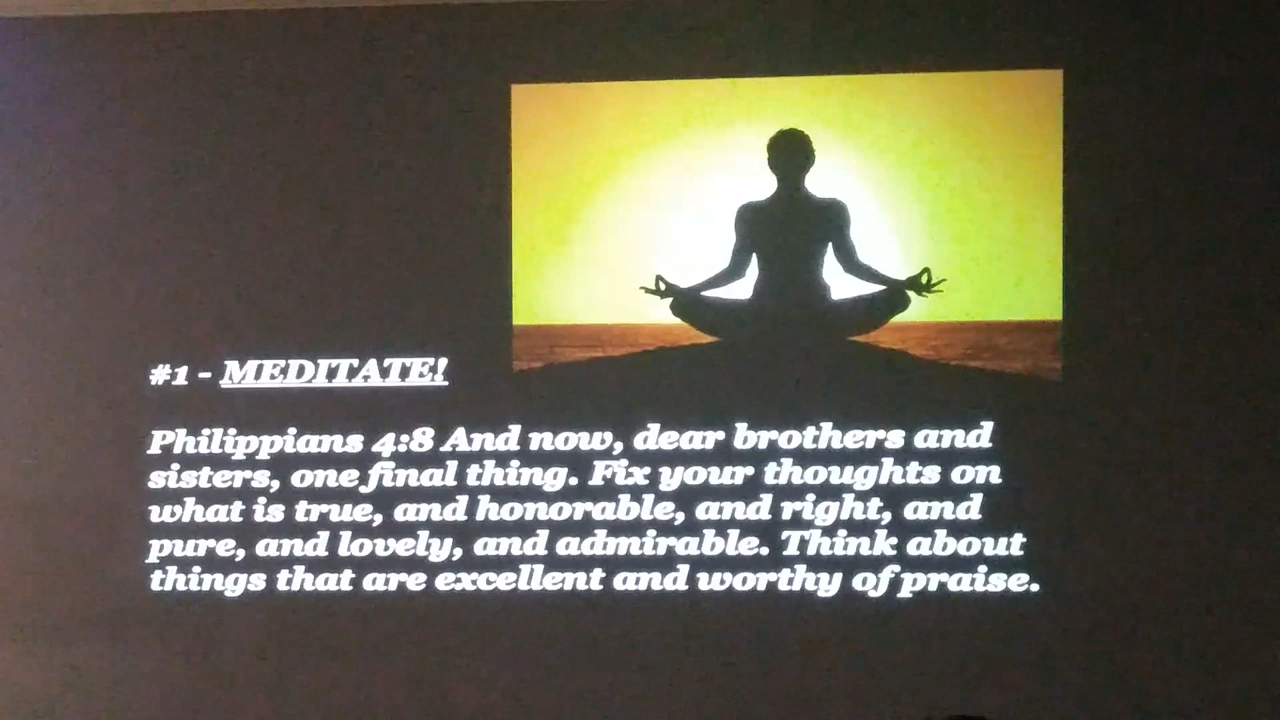 #1 - MEDITATE!
Philippians 4:8 And now, dear brothers and
sisters, one final thing. Fix your thoughts on
what is true, and honorable, and right, and
pure, and lovely, and admirable. Think about
things that are excellent and worthy of praise.